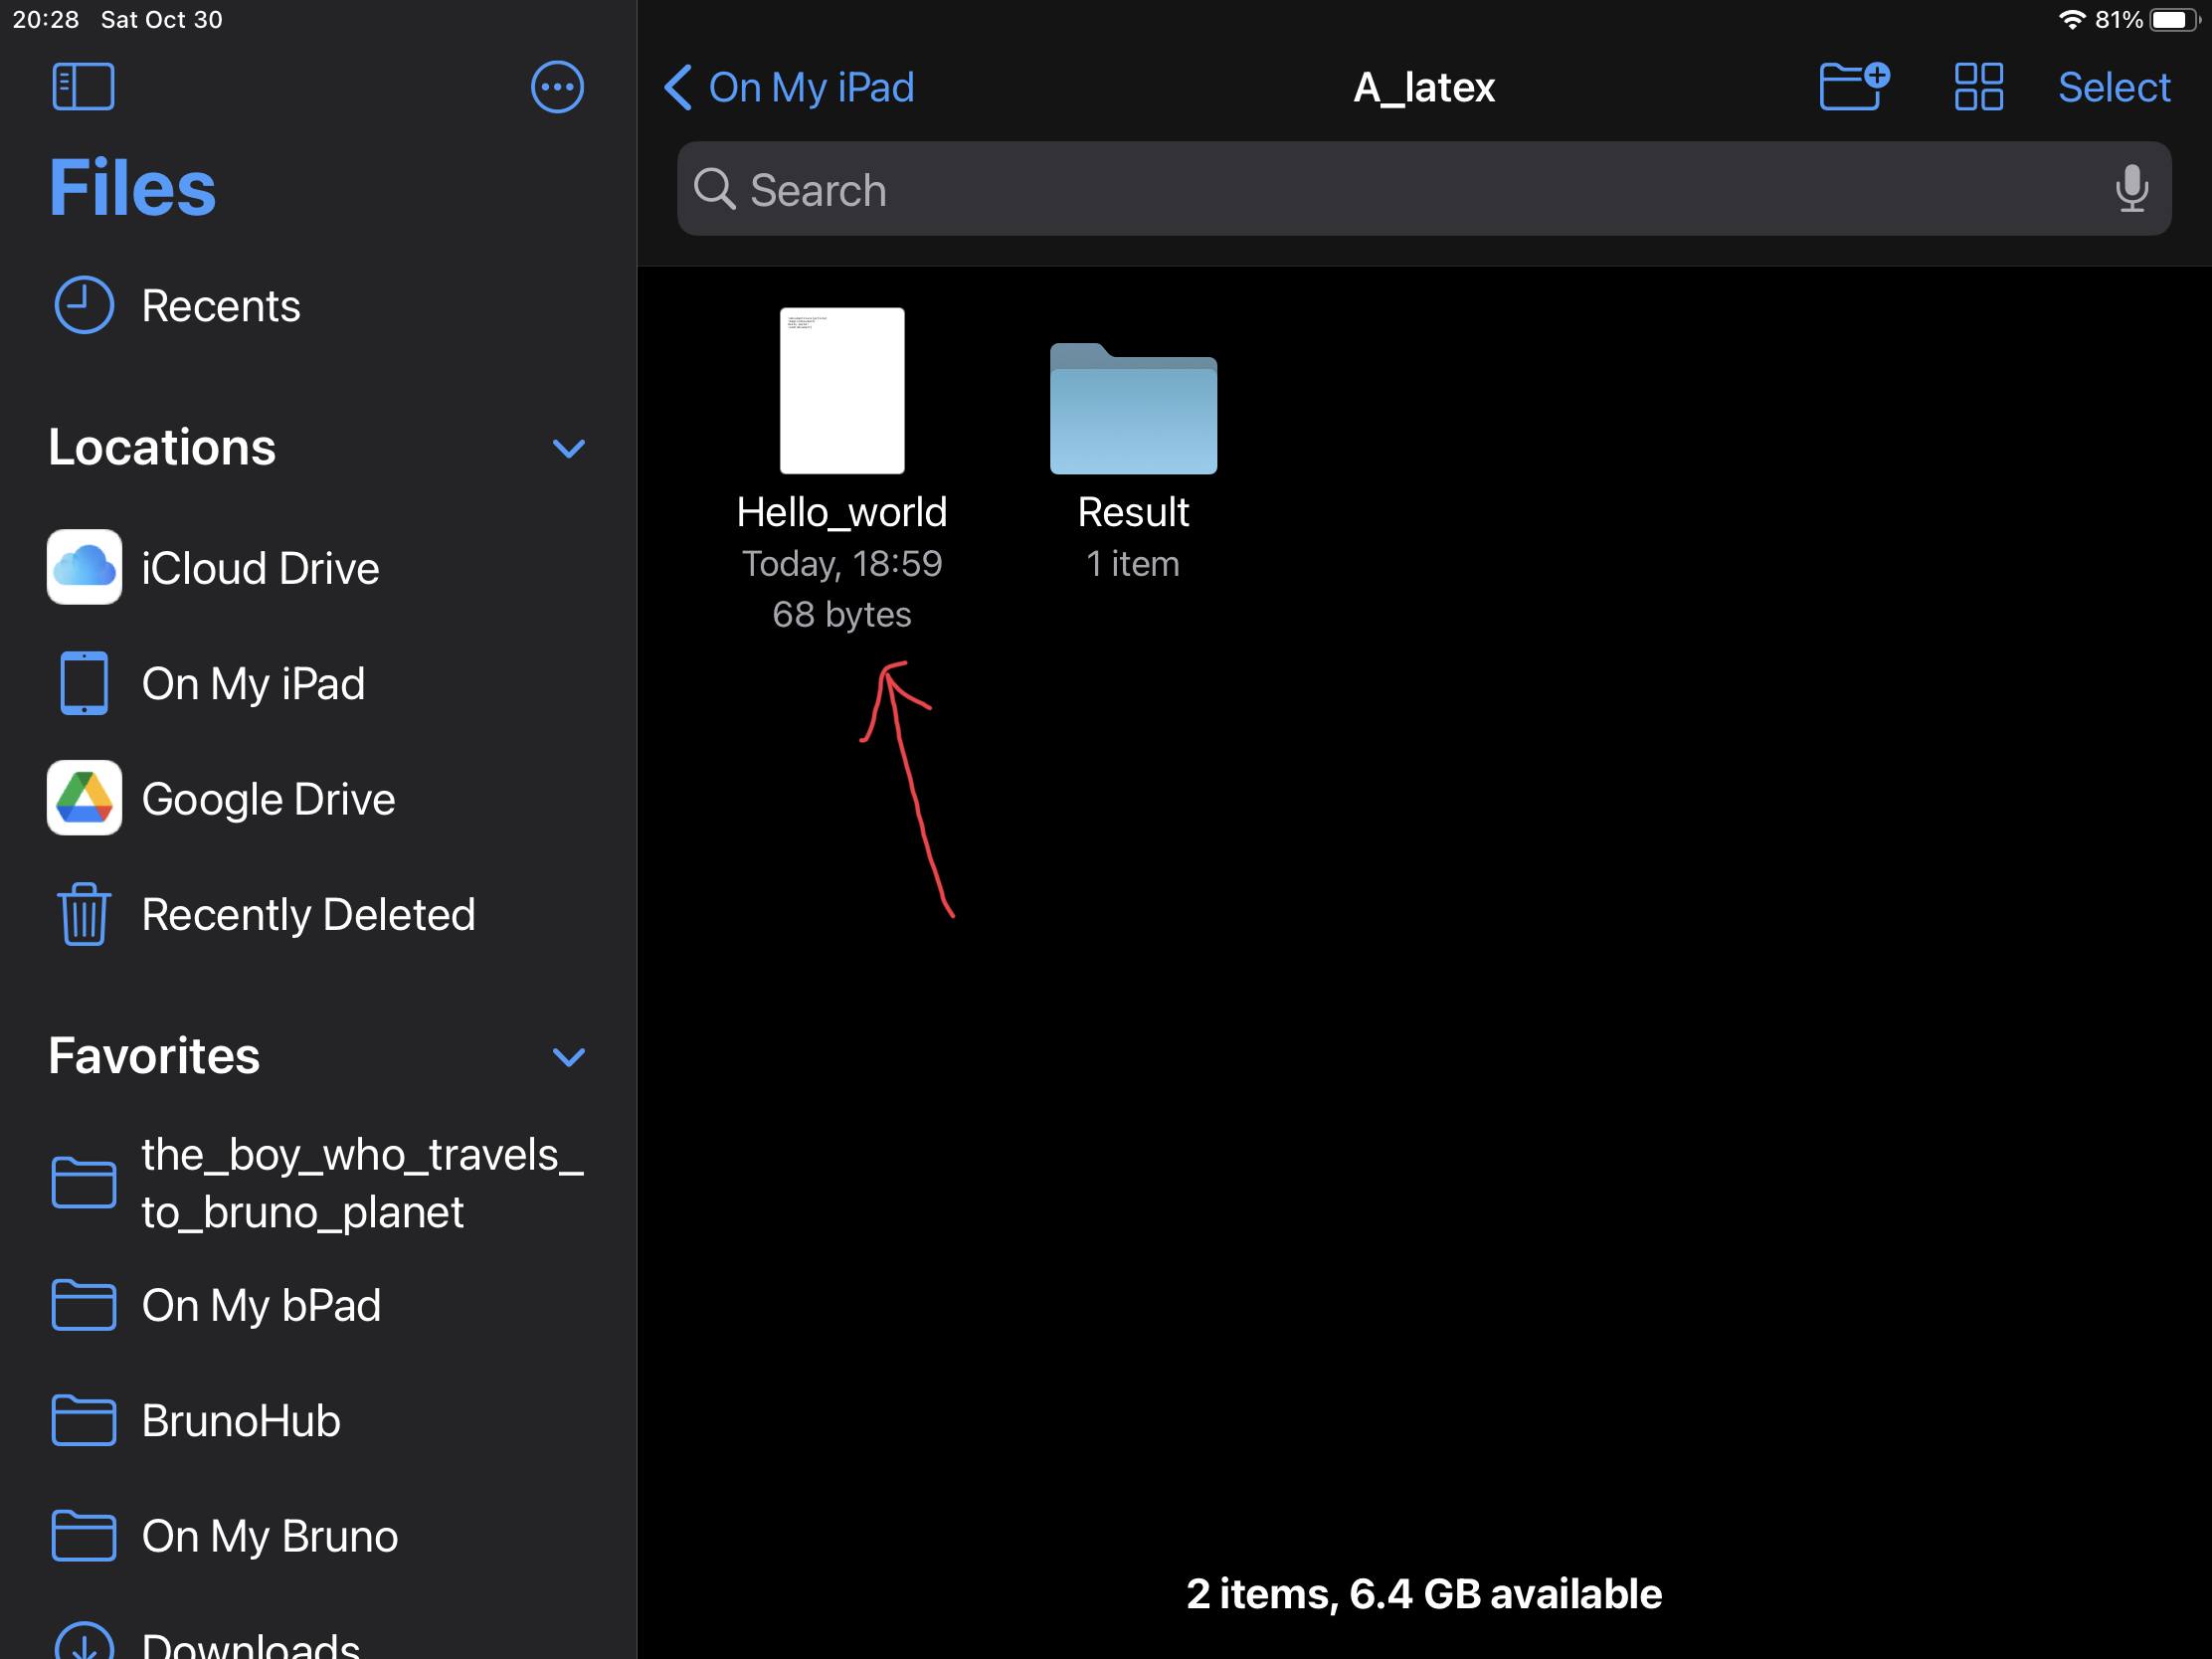 20:28 Sat Oct 30
81%
Files
Recents
Locations
iCloud Drive
On My iPad
Google Drive
Recently Deleted
Favorites
the_boy_who_travels_
to_bruno_planet
On My bPad
BrunoHub
On My Bruno
Downloads
On My iPad
A_latex
Select
Search
Hello_world
Today, 18:59
68 bytes
Result
1 item
2 items, 6.4 GB available